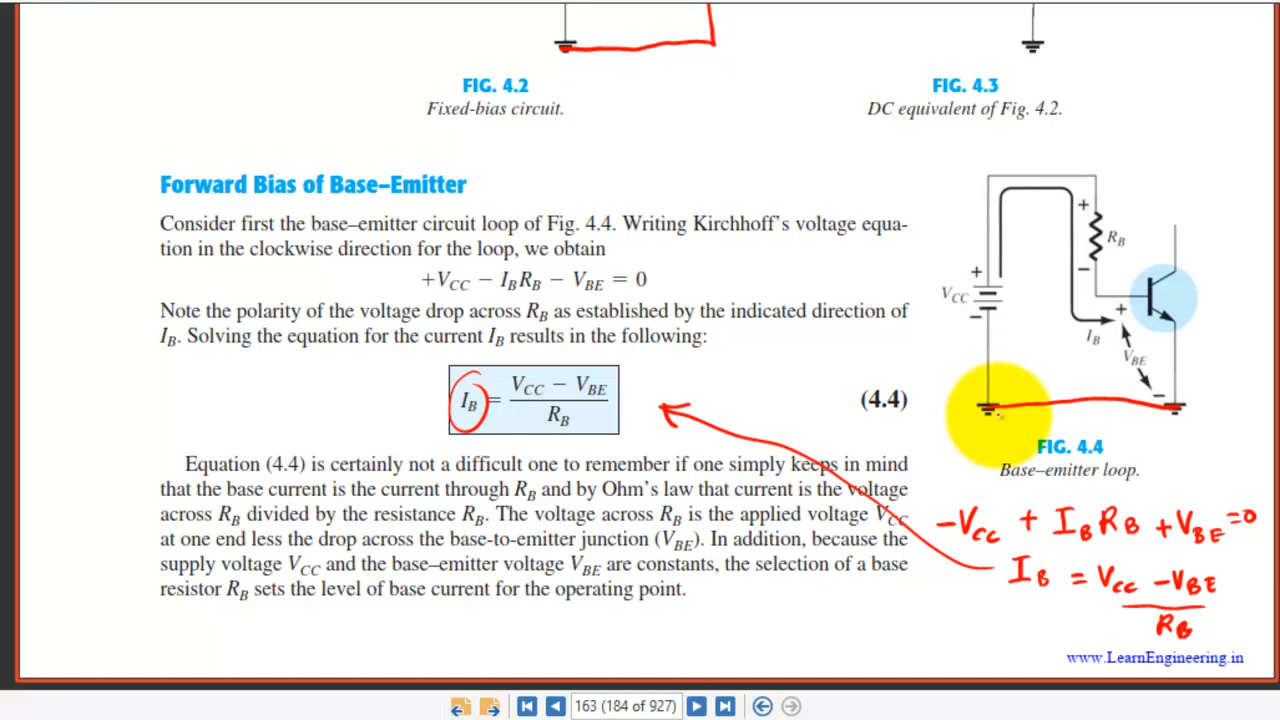 FIG. 4.2
Fixed-bias circuit.
FIG. 4.3
DC equivalent of Fig. 4.2.
Forward Bias of Base–Emitter
Consider first the base–emitter circuit loop of Fig. 4.4. Writing Kirchhoff's voltage equa-
tion in the clockwise direction for the loop, we obtain
+V_CC − I_B R_B − V_BE = 0
Note the polarity of the voltage drop across R_B as established by the indicated direction of
I_B. Solving the equation for the current I_B results in the following:
I_B = (V_CC − V_BE) / R_B
(4.4)
Equation (4.4) is certainly not a difficult one to remember if one simply keeps in mind
that the base current is the current through R_B and by Ohm's law that current is the voltage
across R_B divided by the resistance R_B. The voltage across R_B is the applied voltage V_CC
at one end less the drop across the base-to-emitter junction (V_BE). In addition, because the
supply voltage V_CC and the base–emitter voltage V_BE are constants, the selection of a base
resistor R_B sets the level of base current for the operating point.
+
R_B
−
+
V_CC
−
+
I_B
V_BE
−
FIG. 4.4
Base–emitter loop.
−V_CC + I_B R_B + V_BE = 0
I_B = V_CC − V_BE
R_B
www.LearnEngineering.in
163 (184 of 927)